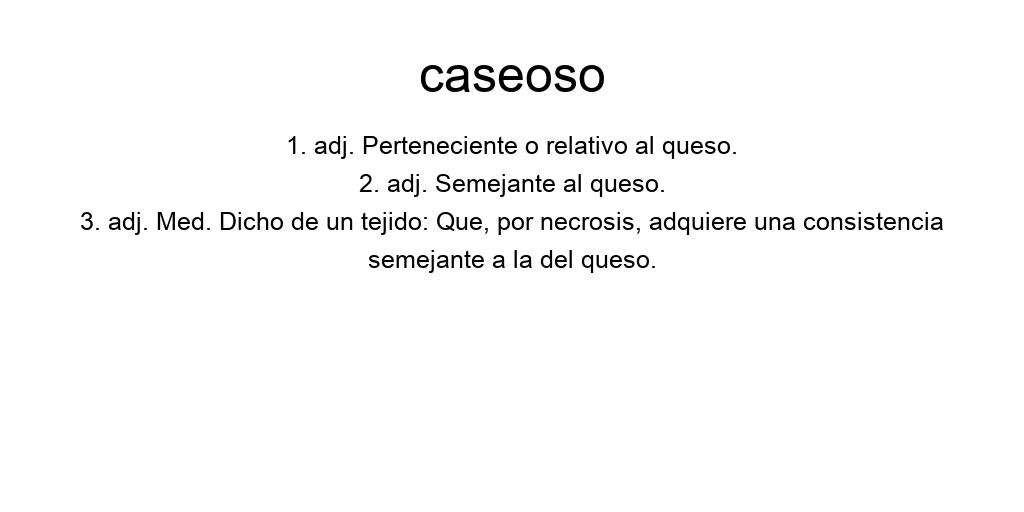 caseoso
1. adj. Perteneciente o relativo al queso.
2. adj. Semejante al queso.
3. adj. Med. Dicho de un tejido: Que, por necrosis, adquiere una consistencia
semejante a la del queso.